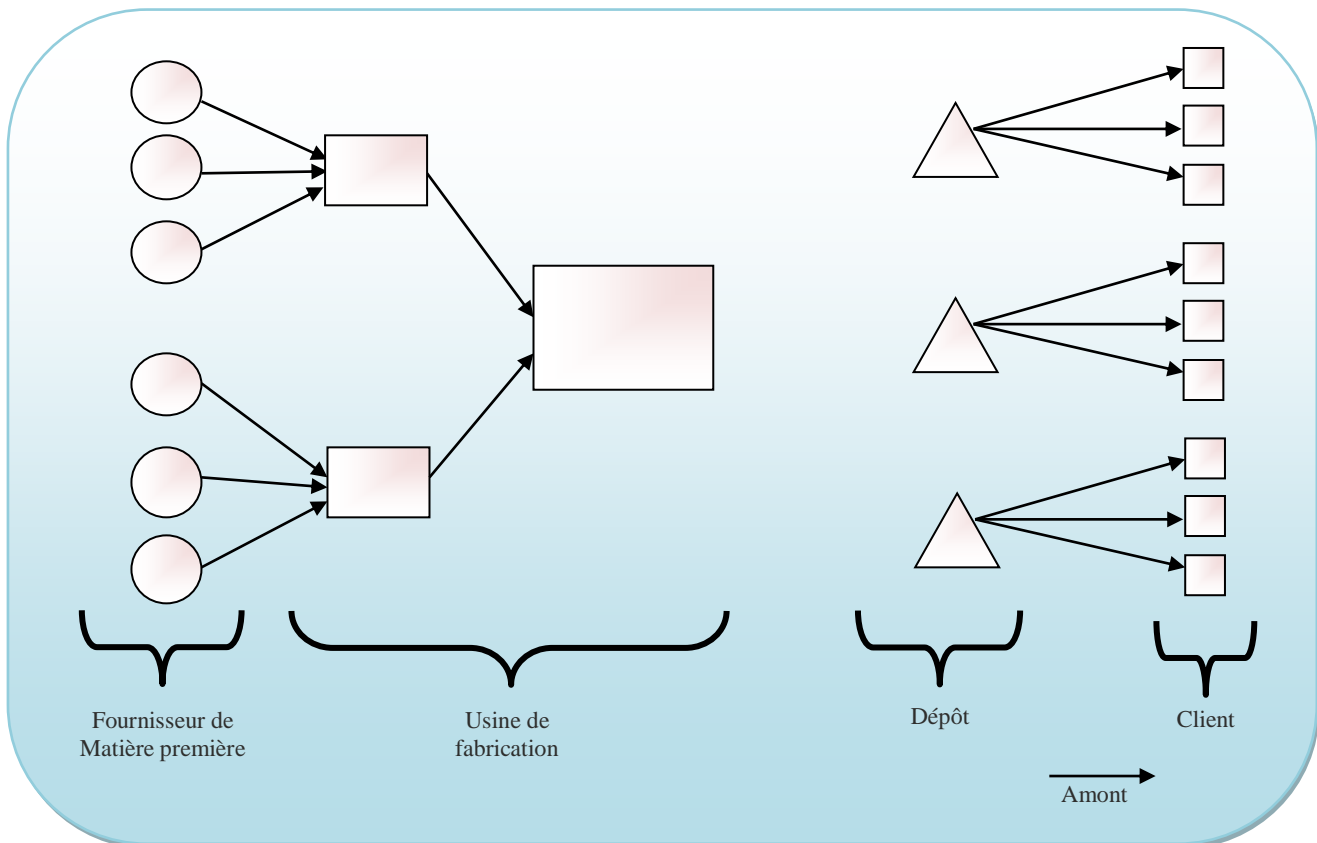 Fournisseur de
Matière première
Usine de
fabrication
Dépôt
Client
Amont